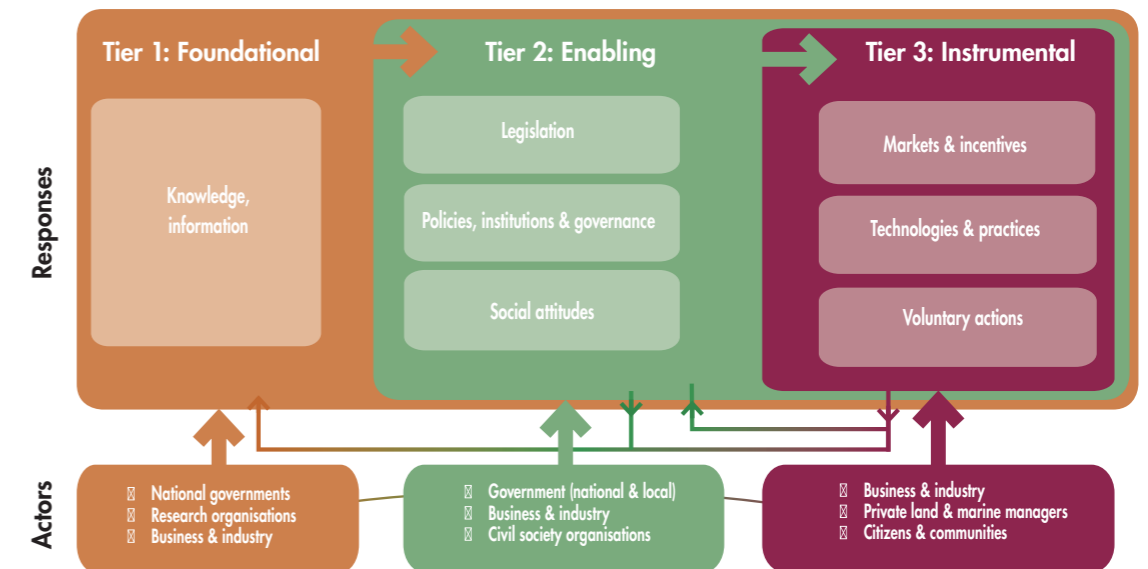 Tier 1: Foundational
Tier 2: Enabling
Tier 3: Instrumental
Responses
Knowledge,
information
Legislation
Policies, institutions & governance
Social attitudes
Markets & incentives
Technologies & practices
Voluntary actions
Actors
National governments
Research organisations
Business & industry
Government (national & local)
Business & industry
Civil society organisations
Business & industry
Private land & marine managers
Citizens & communities